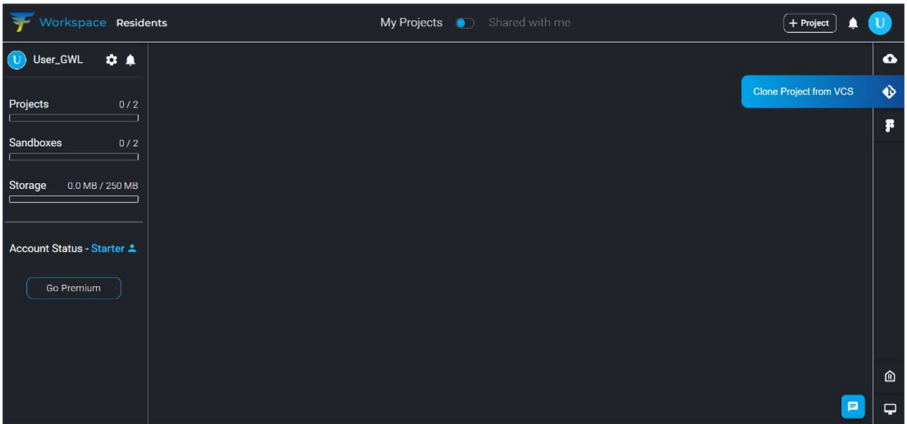 Workspace Residents
My Projects Shared with me
+ Project
U
U User_GWL
Projects 0 / 2
Sandboxes 0 / 2
Storage 0.0 MB / 250 MB
Account Status - Starter
Go Premium
Clone Project from VCS
R